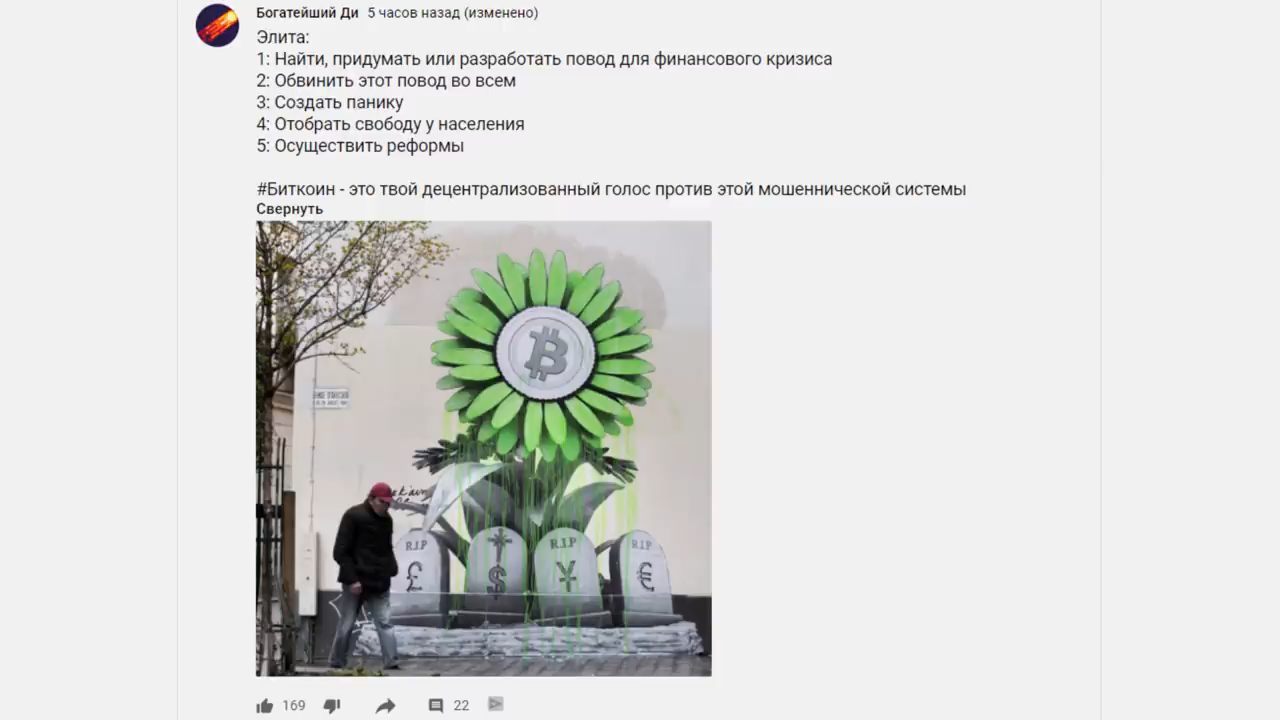 Богатейший Ди 5 часов назад (изменено)
Элита:
1: Найти, придумать или разработать повод для финансового кризиса
2: Обвинить этот повод во всем
3: Создать панику
4: Отобрать свободу у населения
5: Осуществить реформы
#Биткоин - это твой децентрализованный голос против этой мошеннической системы
Свернуть
R.I.P R.I.P R.I.P
£ $ ¥ €
169 22